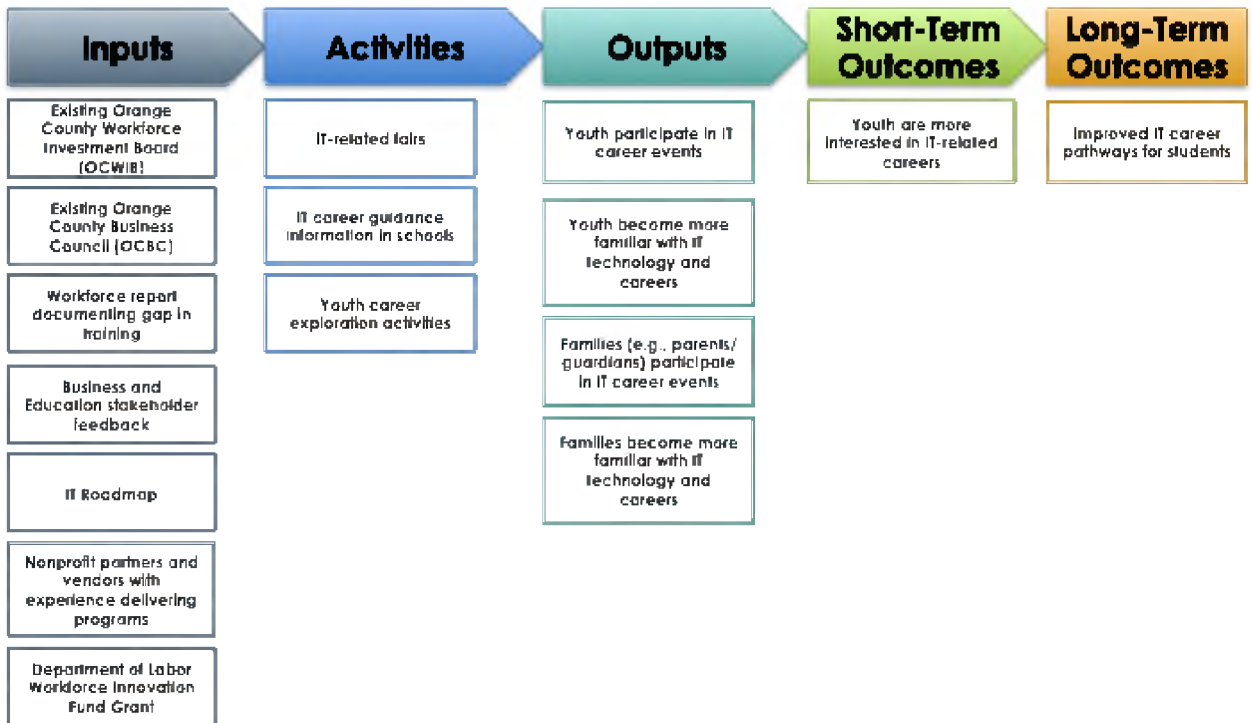 Inputs
Activities
Outputs
Short-Term
Outcomes
Long-Term
Outcomes
Existing Orange
County Workforce
Investment Board
(OCWIB)
Existing Orange
County Business
Council (OCBC)
Workforce report
documenting gap in
training
Business and
Education stakeholder
feedback
IT Roadmap
Nonprofit partners and
vendors with
experience delivering
programs
Department of Labor
Workforce Innovation
Fund Grant
IT-related fairs
IT career guidance
information in schools
Youth career
exploration activities
Youth participate in IT
career events
Youth become more
familiar with IT
technology and
careers
Families (e.g., parents/
guardians) participate
in IT career events
Families become more
familiar with IT
technology and
careers
Youth are more
interested in IT-related
careers
Improved IT career
pathways for students